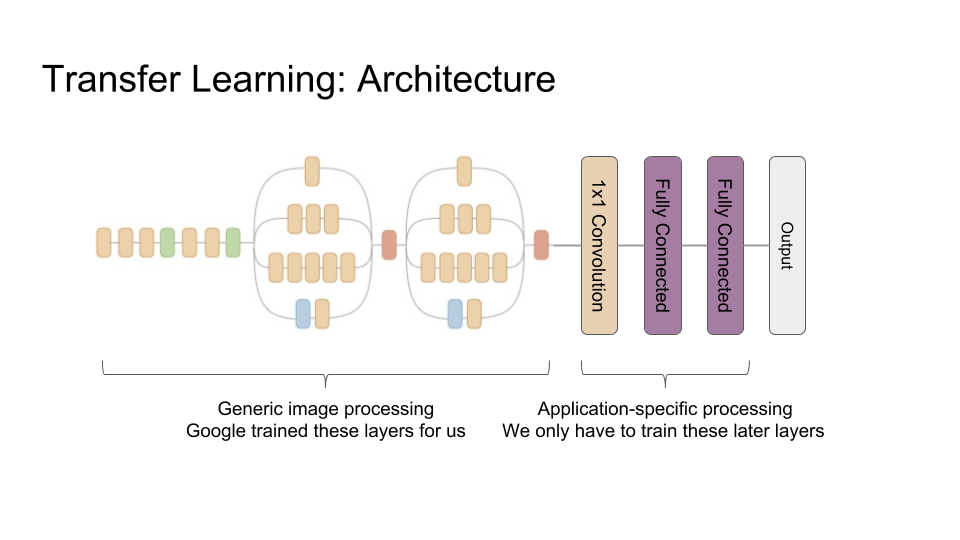 Transfer Learning: Architecture
1x1 Convolution
Fully Connected
Fully Connected
Output
Generic image processing
Google trained these layers for us
Application-specific processing
We only have to train these later layers